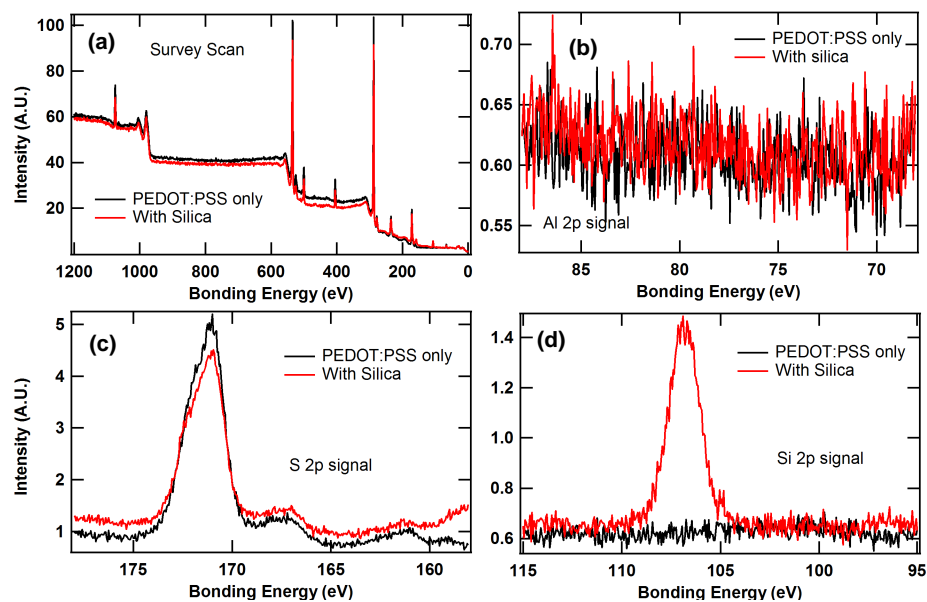 (a)
Survey Scan
PEDOT:PSS only
With Silica
Intensity (A.U.)
100
80
60
40
20
1200 1000 800 600 400 200 0
Bonding Energy (eV)
(b)
PEDOT:PSS only
With silica
Al 2p signal
Intensity (A.U.)
0.70
0.65
0.60
0.55
85 80 75 70
Bonding Energy (eV)
(c)
PEDOT:PSS only
With Silica
S 2p signal
Intensity (A.U.)
5
4
3
2
1
175 170 165 160
Bonding Energy (eV)
(d)
PEDOT:PSS only
With Silica
Si 2p signal
Intensity (A.U.)
1.4
1.2
1.0
0.8
0.6
115 110 105 100 95
Bonding Energy (eV)